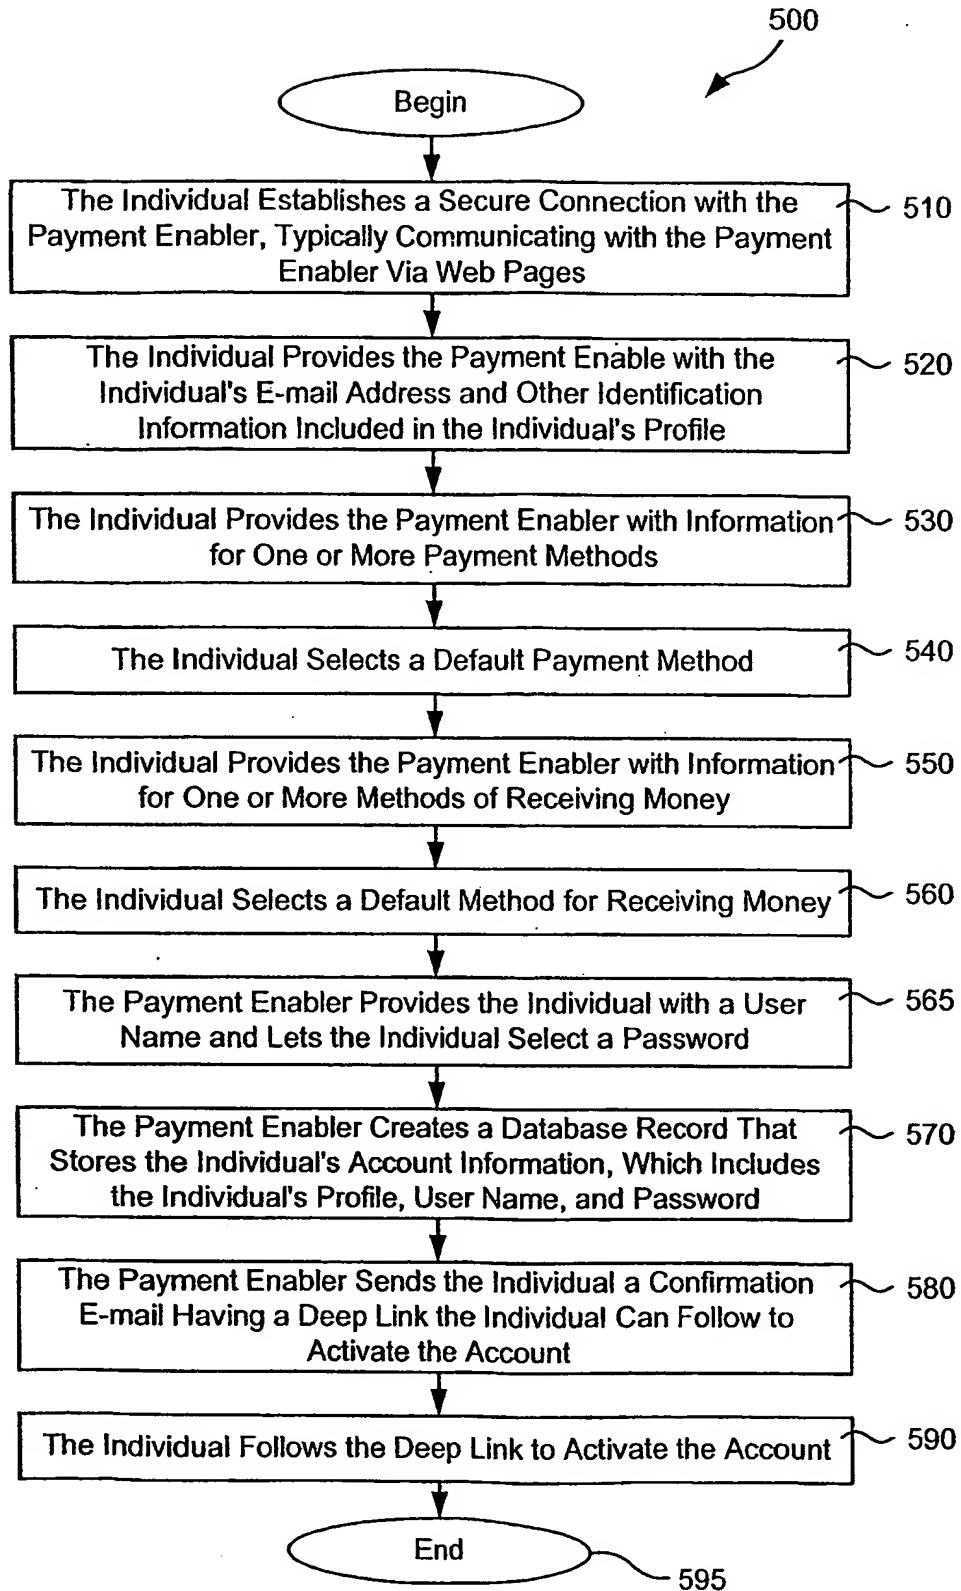 500
Begin
The Individual Establishes a Secure Connection with the
Payment Enabler, Typically Communicating with the Payment
Enabler Via Web Pages
510
The Individual Provides the Payment Enable with the
Individual's E-mail Address and Other Identification
Information Included in the Individual's Profile
520
The Individual Provides the Payment Enabler with Information
for One or More Payment Methods
530
The Individual Selects a Default Payment Method
540
The Individual Provides the Payment Enabler with Information
for One or More Methods of Receiving Money
550
The Individual Selects a Default Method for Receiving Money
560
The Payment Enabler Provides the Individual with a User
Name and Lets the Individual Select a Password
565
The Payment Enabler Creates a Database Record That
Stores the Individual's Account Information, Which Includes
the Individual's Profile, User Name, and Password
570
The Payment Enabler Sends the Individual a Confirmation
E-mail Having a Deep Link the Individual Can Follow to
Activate the Account
580
The Individual Follows the Deep Link to Activate the Account
590
End
595